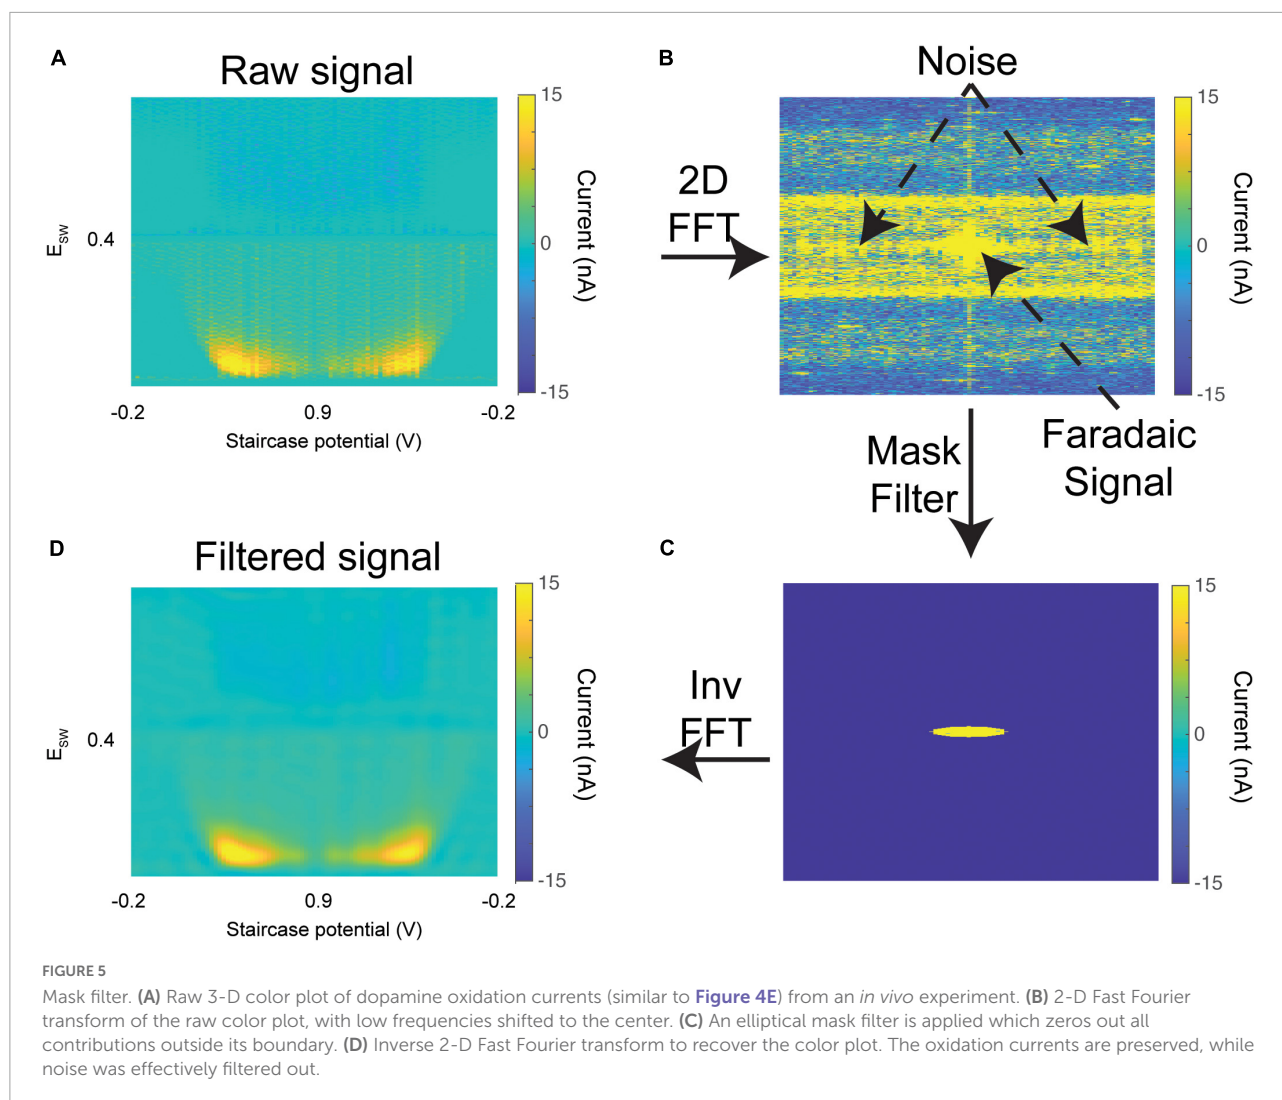 A
Raw signal
15
0
-15
Current (nA)
E_SW
0.4
-0.2
0.9
-0.2
Staircase potential (V)
2D
FFT
B
Noise
15
0
-15
Current (nA)
Faradaic
Signal
Mask
Filter
D
Filtered signal
15
0
-15
Current (nA)
E_SW
0.4
-0.2
0.9
-0.2
Staircase potential (V)
Inv
FFT
C
15
0
-15
Current (nA)
FIGURE 5
Mask filter. (A) Raw 3-D color plot of dopamine oxidation currents (similar to Figure 4E) from an in vivo experiment. (B) 2-D Fast Fourier
transform of the raw color plot, with low frequencies shifted to the center. (C) An elliptical mask filter is applied which zeros out all
contributions outside its boundary. (D) Inverse 2-D Fast Fourier transform to recover the color plot. The oxidation currents are preserved, while
noise was effectively filtered out.